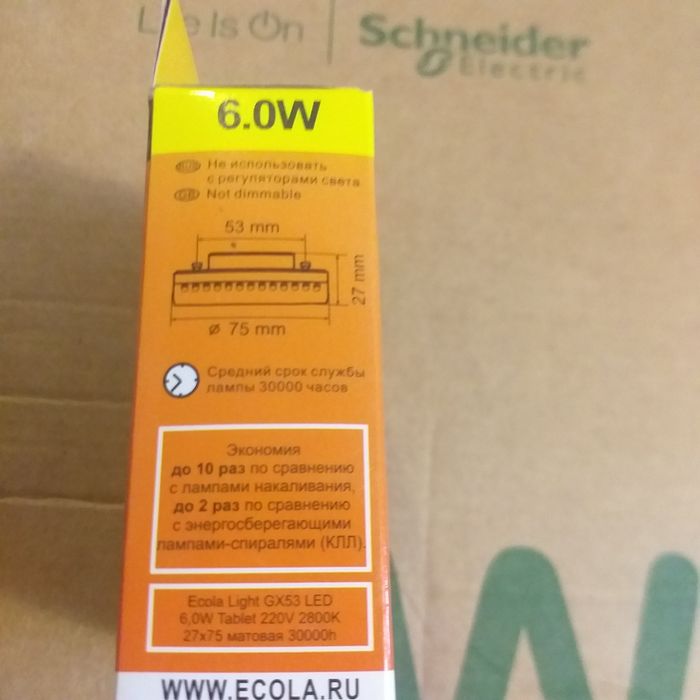 Life Is On
Schneider
Electric
6.0W
RU Не использовать
с регуляторами света
GB Not dimmable
53 mm
27 mm
ø 75 mm
Средний срок службы
лампы 30000 часов
Экономия
до 10 раз по сравнению
с лампами накаливания,
до 2 раз по сравнению
с энергосберегающими
лампами-спиралями (КЛЛ).
Ecola Light GX53 LED
6,0W Tablet 220V 2800K
27x75 матовая 30000h
WWW.ECOLA.RU